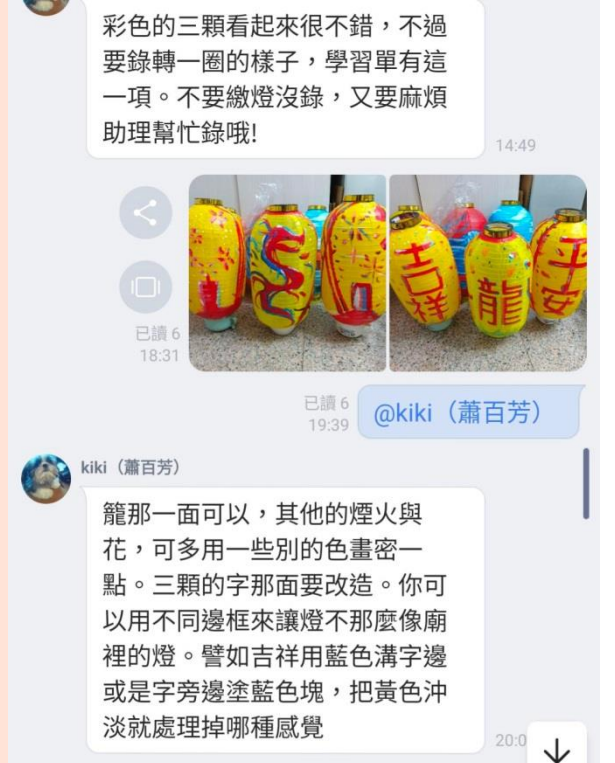 彩色的三顆看起來很不錯，不過
要錄轉一圈的樣子，學習單有這
一項。不要繳燈沒錄，又要麻煩
助理幫忙錄哦!
14:49
吉祥
龍
平安
已讀 6
18:31
已讀 6
19:39
@kiki（蕭百芳）
kiki（蕭百芳）
籠那一面可以，其他的煙火與
花，可多用一些別的色畫密一
點。三顆的字那面要改造。你可
以用不同邊框來讓燈不那麼像廟
裡的燈。譬如吉祥用藍色溝字邊
或是字旁邊塗藍色塊，把黃色沖
淡就處理掉哪種感覺